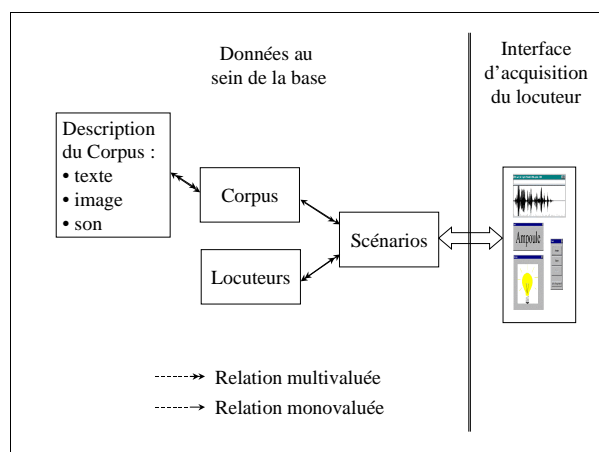 Données au
sein de la base
Interface
d'acquisition
du locuteur
Description
du Corpus :
• texte
• image
• son
Corpus
Locuteurs
Scénarios
Ampoule
Relation multivaluée
Relation monovaluée